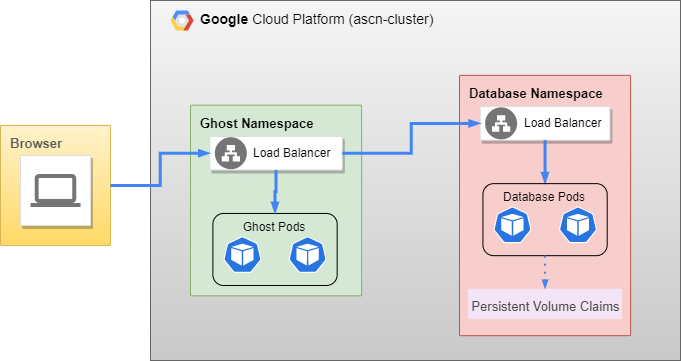 Google Cloud Platform (ascn-cluster)
Browser
Ghost Namespace
Load Balancer
Ghost Pods
Database Namespace
Load Balancer
Database Pods
Persistent Volume Claims